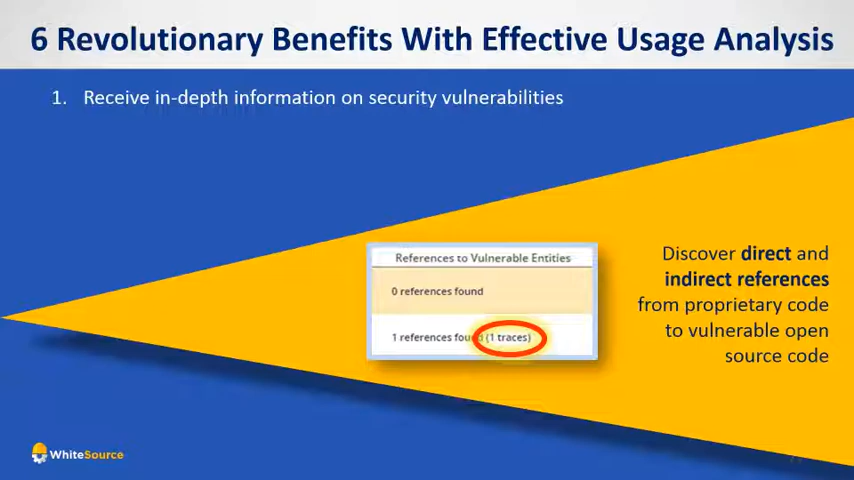 6 Revolutionary Benefits With Effective Usage Analysis
1. Receive in-depth information on security vulnerabilities
References to Vulnerable Entities
0 references found
1 references found (1 traces)
Discover direct and
indirect references
from proprietary code
to vulnerable open
source code
WhiteSource